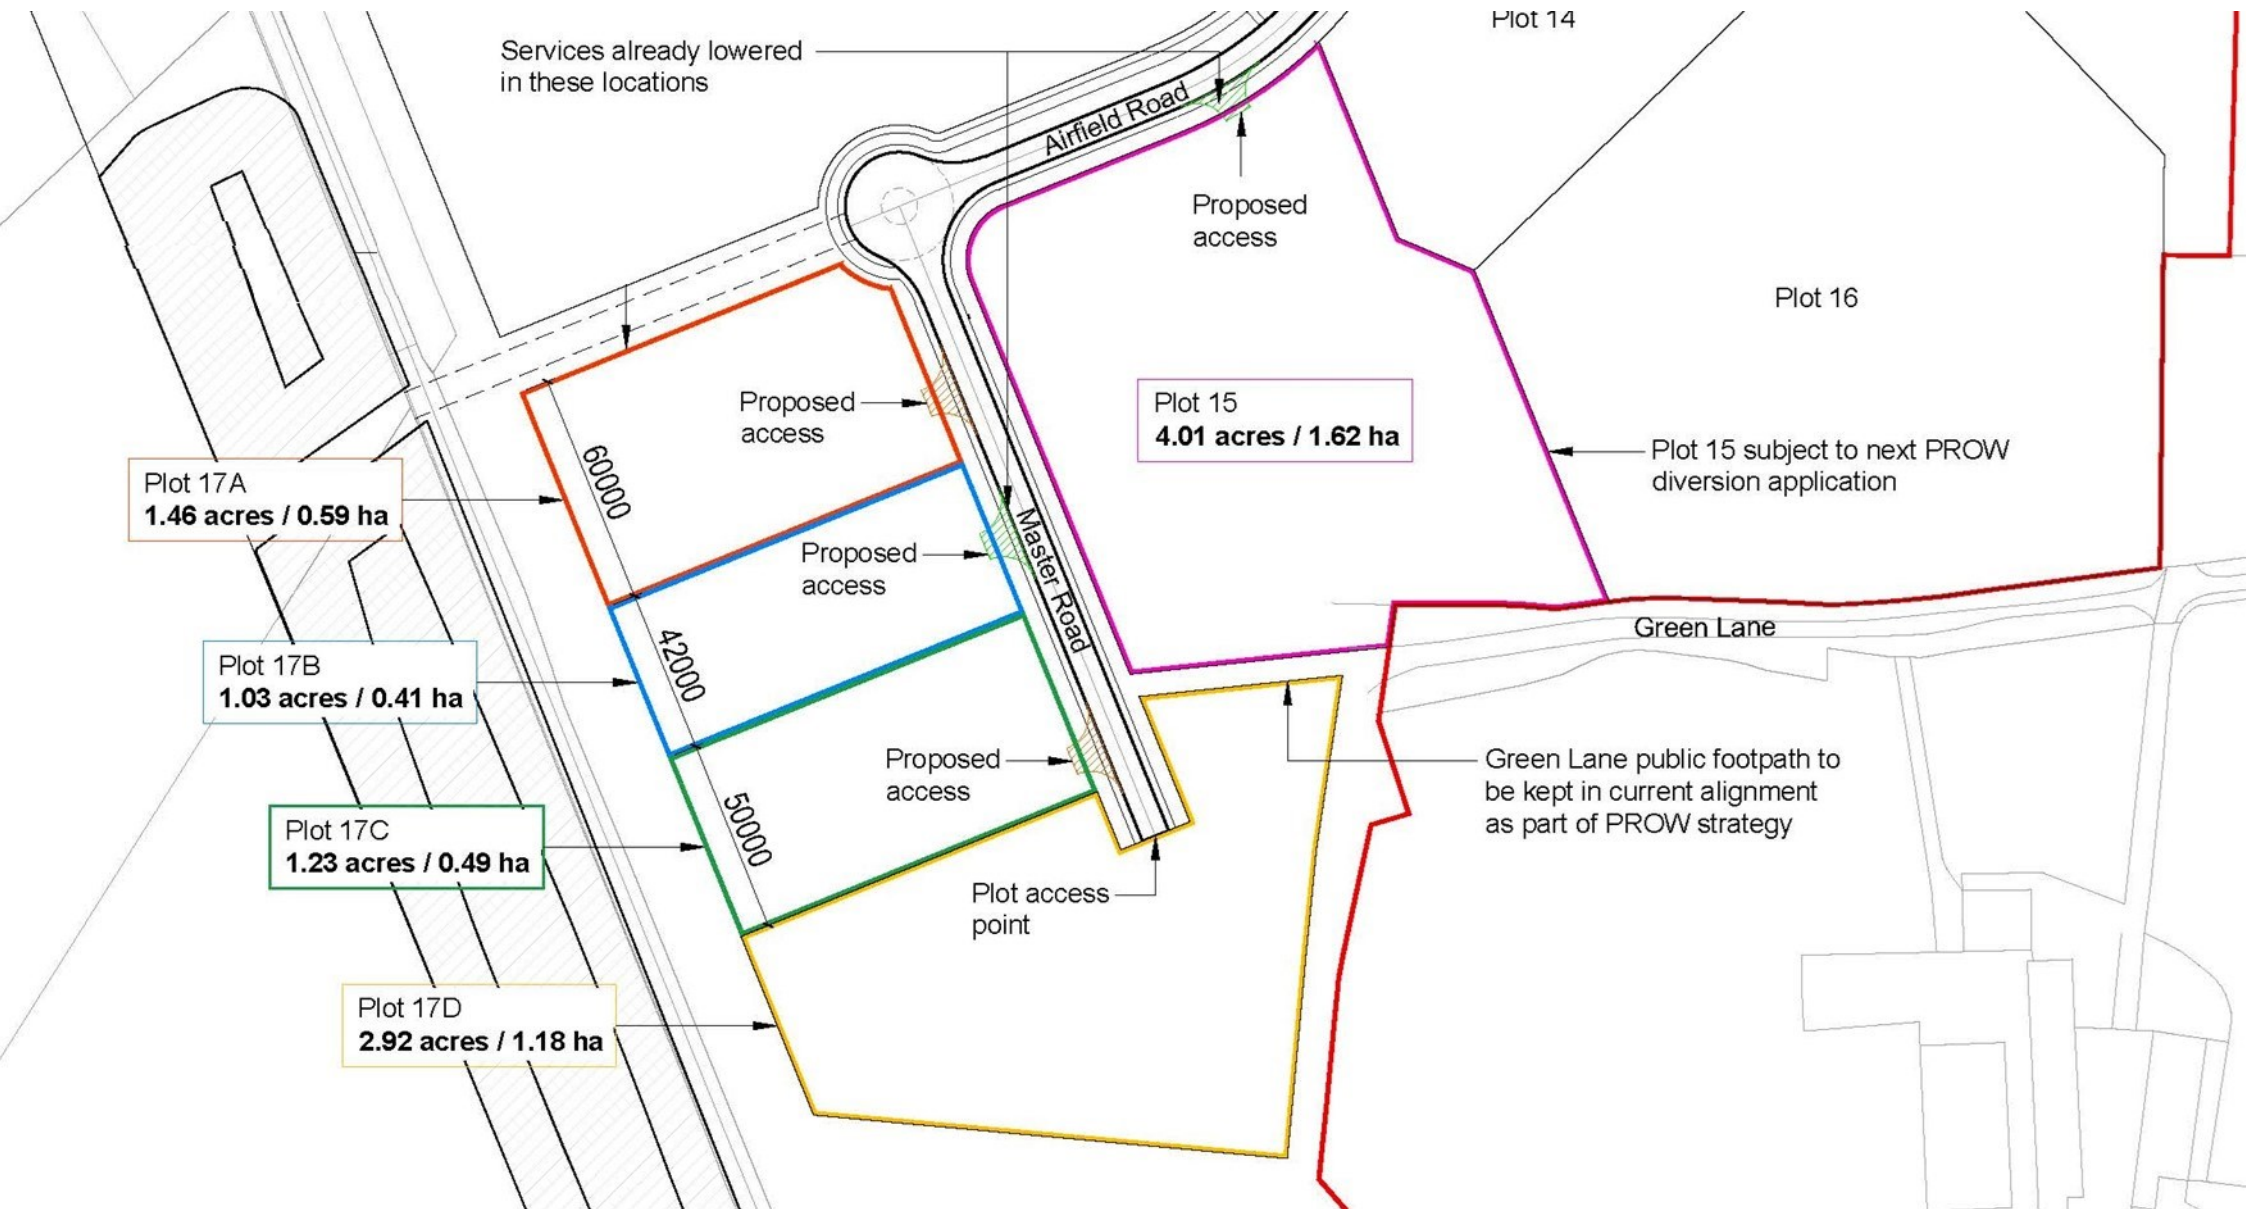 Plot 14
Services already lowered
in these locations
Airfield Road
Proposed
access
Plot 16
Proposed
access
Plot 15
4.01 acres / 1.62 ha
Plot 15 subject to next PROW
diversion application
60000
Plot 17A
1.46 acres / 0.59 ha
Proposed
access
Master Road
Green Lane
42000
Plot 17B
1.03 acres / 0.41 ha
Proposed
access
Green Lane public footpath to
be kept in current alignment
as part of PROW strategy
50000
Plot 17C
1.23 acres / 0.49 ha
Plot access
point
Plot 17D
2.92 acres / 1.18 ha